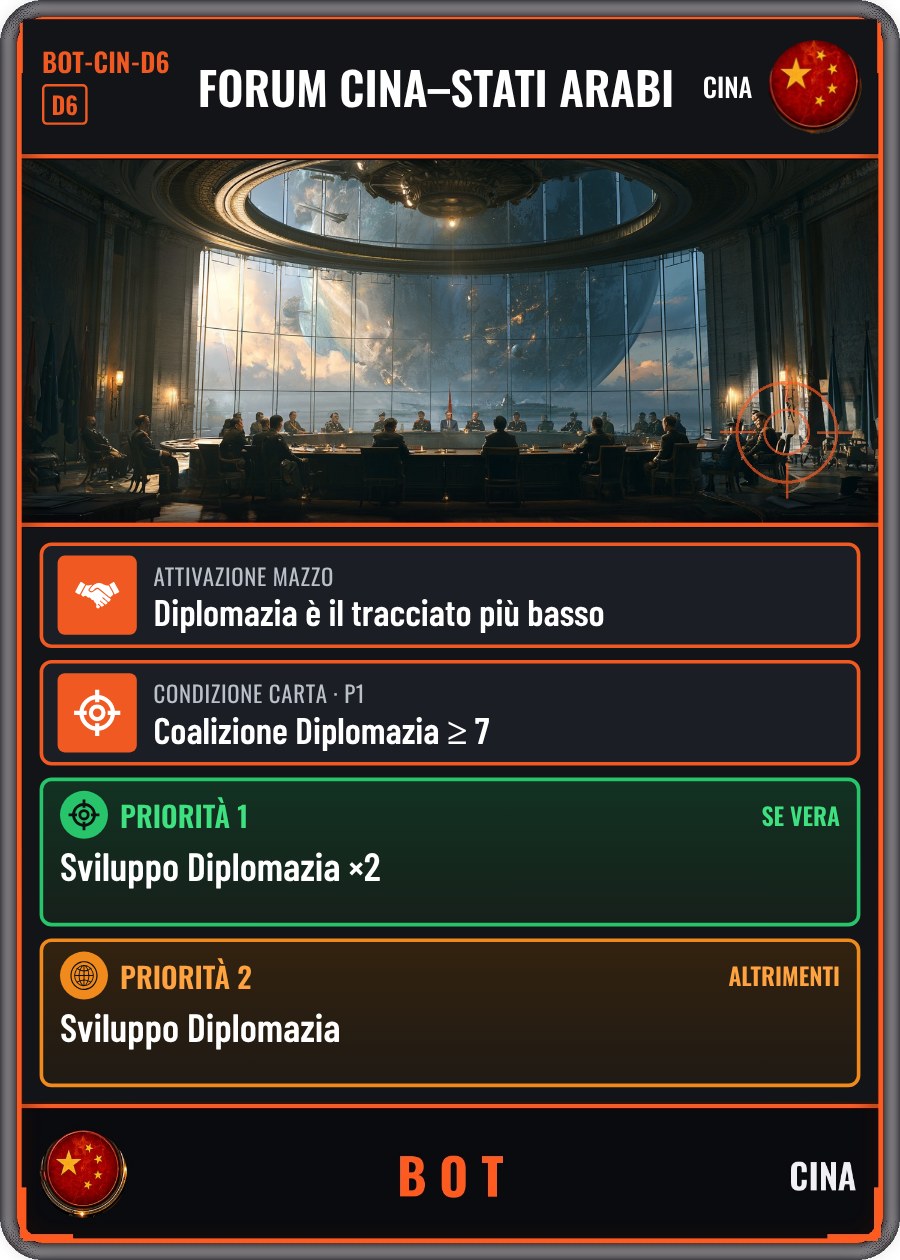 BOT-CIN-D6
D6
FORUM CINA–STATI ARABI
CINA
ATTIVAZIONE MAZZO
Diplomazia è il tracciato più basso
CONDIZIONE CARTA · P1
Coalizione Diplomazia ≥ 7
PRIORITÀ 1
SE VERA
Sviluppo Diplomazia ×2
PRIORITÀ 2
ALTRIMENTI
Sviluppo Diplomazia
BOT
CINA